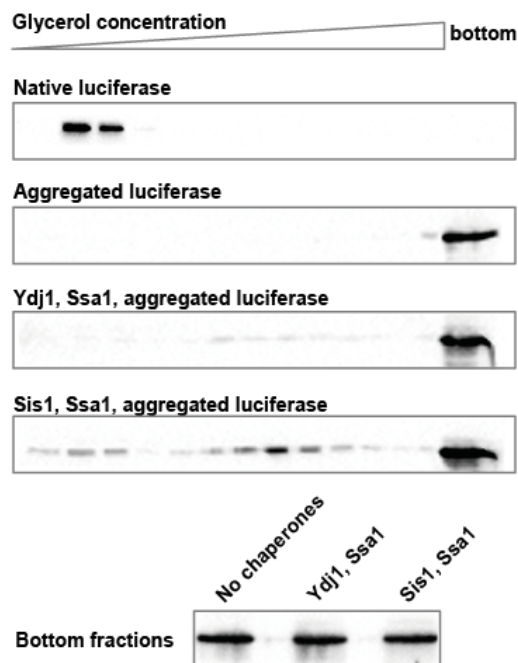 Glycerol concentration
bottom
Native luciferase
Aggregated luciferase
Ydj1, Ssa1, aggregated luciferase
Sis1, Ssa1, aggregated luciferase
No chaperones
Ydj1, Ssa1
Sis1, Ssa1
Bottom fractions